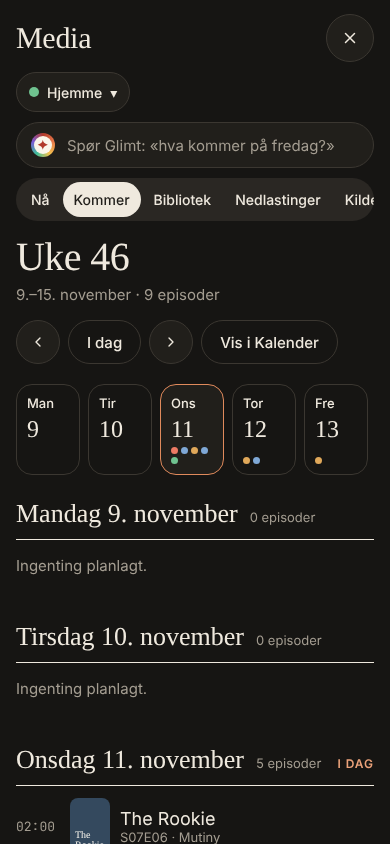 Media
Hjemme ▾
Spør Glimt: «hva kommer på fredag?»
Nå Kommer Bibliotek Nedlastinger Kilde
Uke 46
9.–15. november · 9 episoder
I dag Vis i Kalender
Man Tir Ons Tor Fre
9 10 11 12 13
Mandag 9. november 0 episoder
Ingenting planlagt.
Tirsdag 10. november 0 episoder
Ingenting planlagt.
Onsdag 11. november 5 episoder I DAG
The Rookie
02:00 The
S07E06 · Mutiny